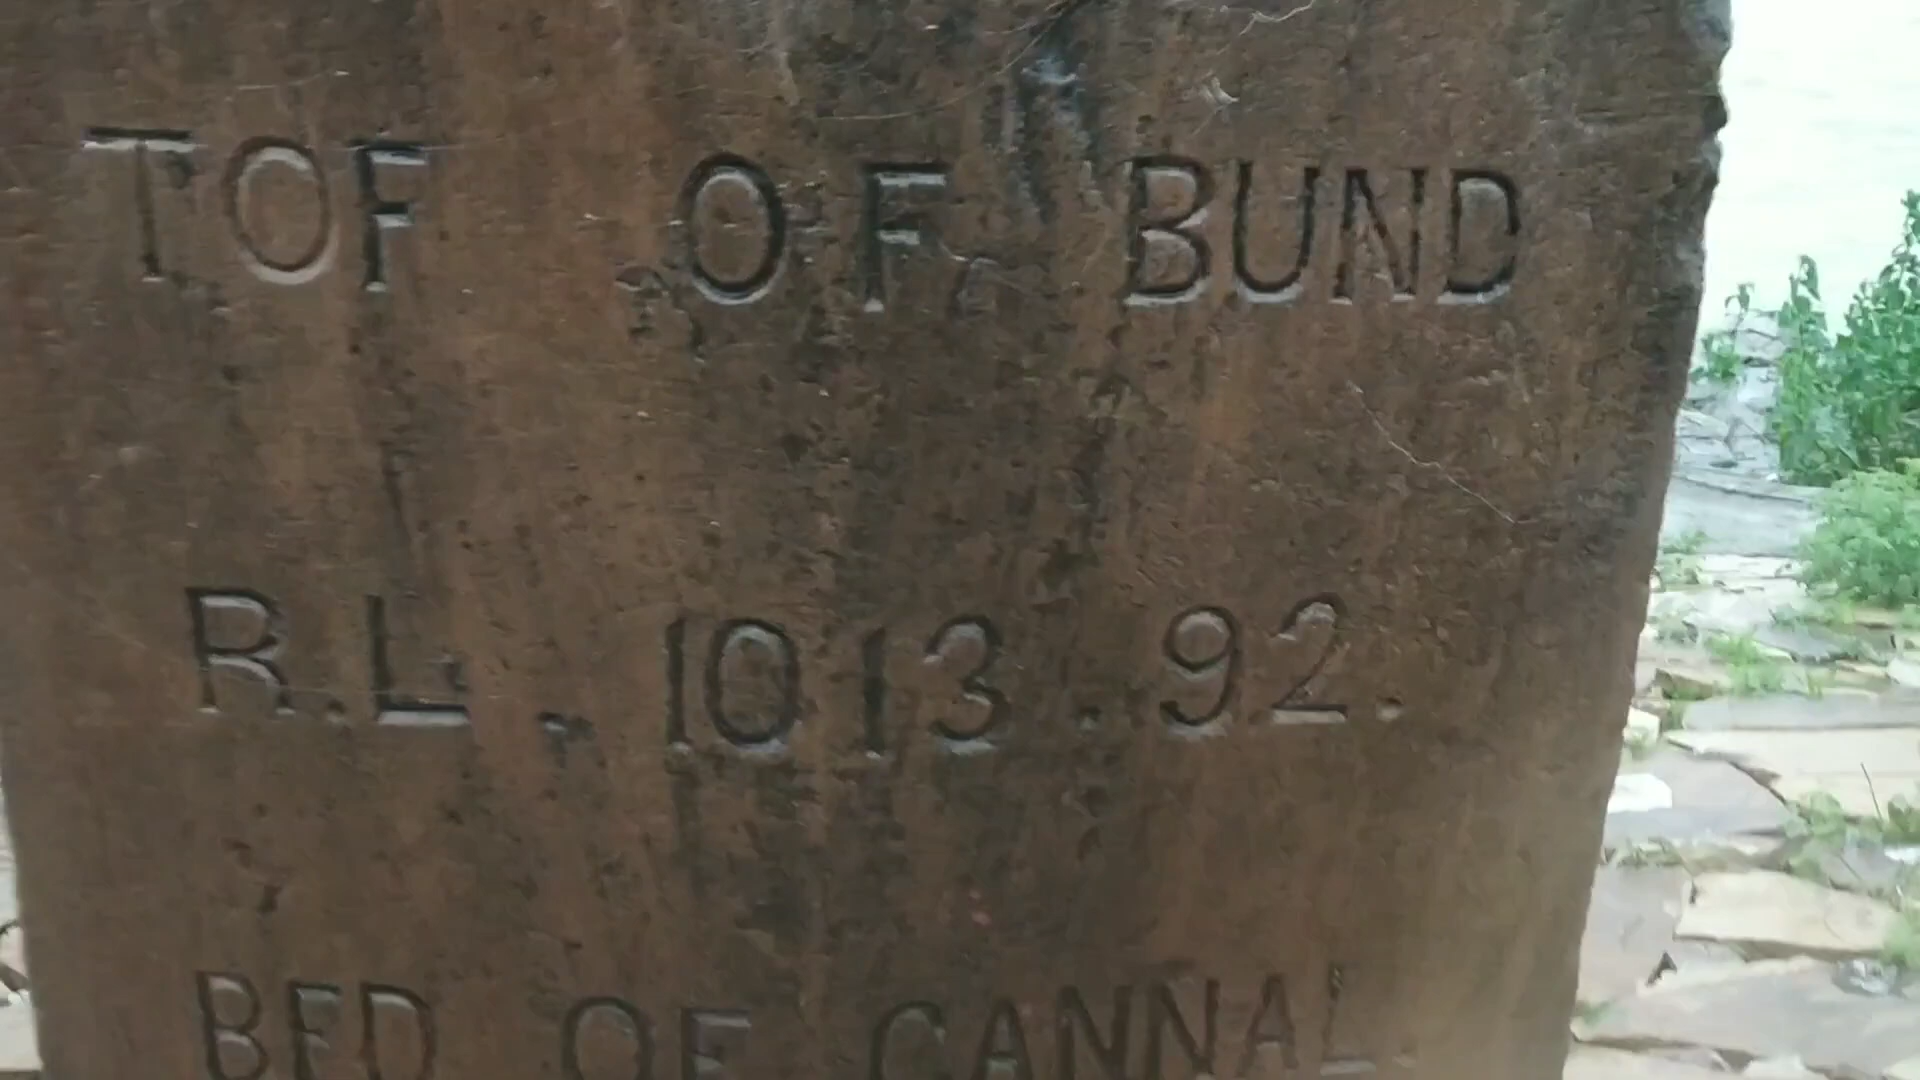 TOF OF BUND
R.L. 1013.92.
BED OF CANNAL.